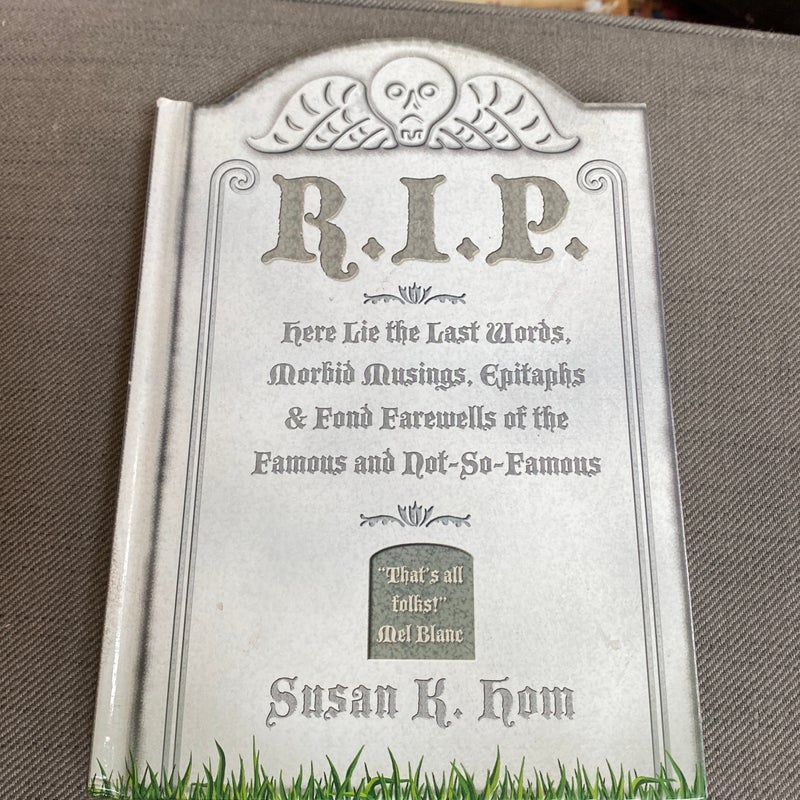 R.I.P.
Here Lie the Last Words,
Morbid Musings, Epitaphs
& Fond Farewells of the
Famous and Not-So-Famous
"That's all
folks!"
Mel Blanc
Susan K. Hom